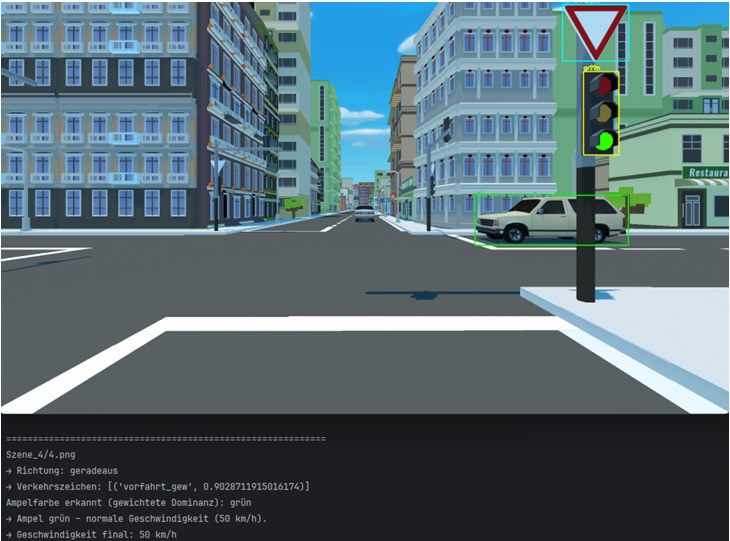 Restaura
============================================================
Szene_4/4.png
→ Richtung: geradeaus
→ Verkehrszeichen: [('vorfahrt_gew', 0.9028711915016174)]
Ampelfarbe erkannt (gewichtete Dominanz): grün
→ Ampel grün – normale Geschwindigkeit (50 km/h).
→ Geschwindigkeit final: 50 km/h